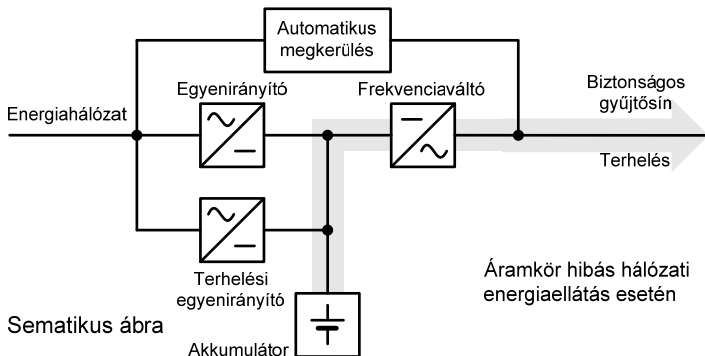 Automatikus
megkerülés
Egyenirányító
Frekvenciaváltó
Biztonságos
gyűjtősín
Energiahálózat
Terhelés
Terhelési
egyenirányító
Áramkör hibás hálózati
energiaellátás esetén
Sematikus ábra
Akkumulátor